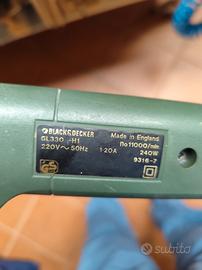 BLACK&DECKER Made in England
GL330 -H1 no11000/min
220V~50Hz 1·20A 240W
9316-7
subito